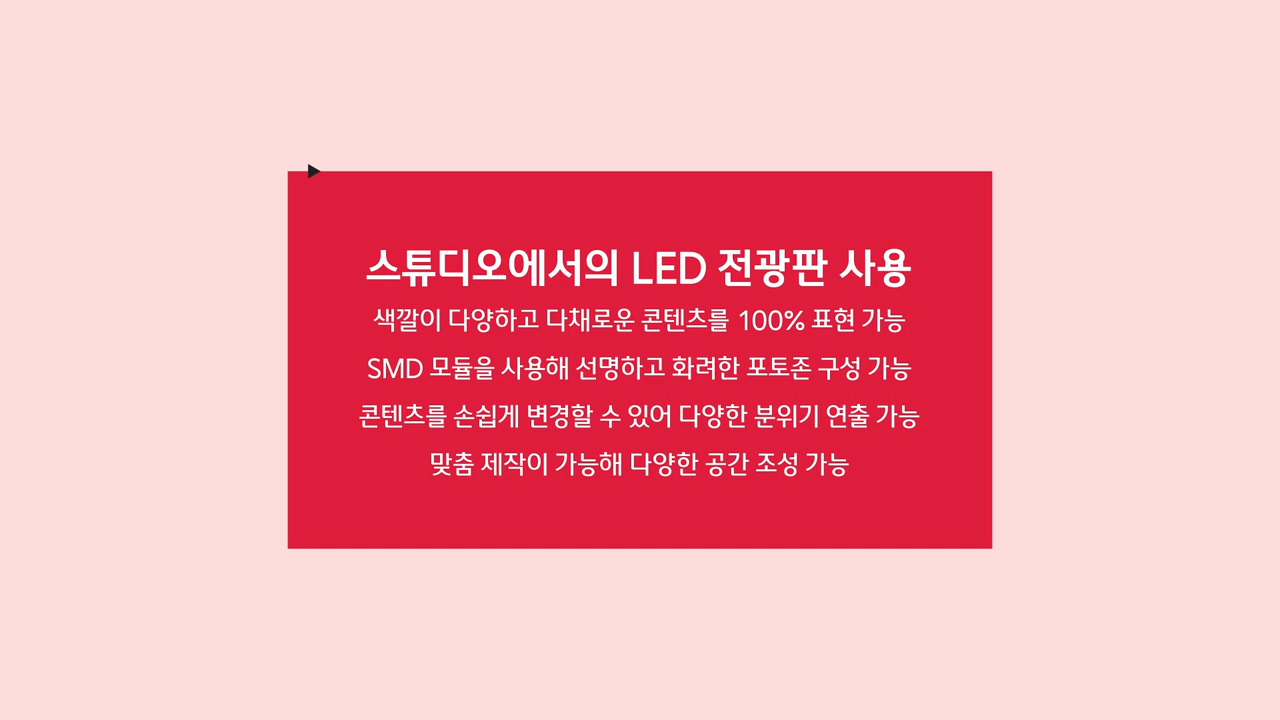 스튜디오에서의 LED 전광판 사용
색깔이 다양하고 다채로운 콘텐츠를 100% 표현 가능
SMD 모듈을 사용해 선명하고 화려한 포토존 구성 가능
콘텐츠를 손쉽게 변경할 수 있어 다양한 분위기 연출 가능
맞춤 제작이 가능해 다양한 공간 조성 가능